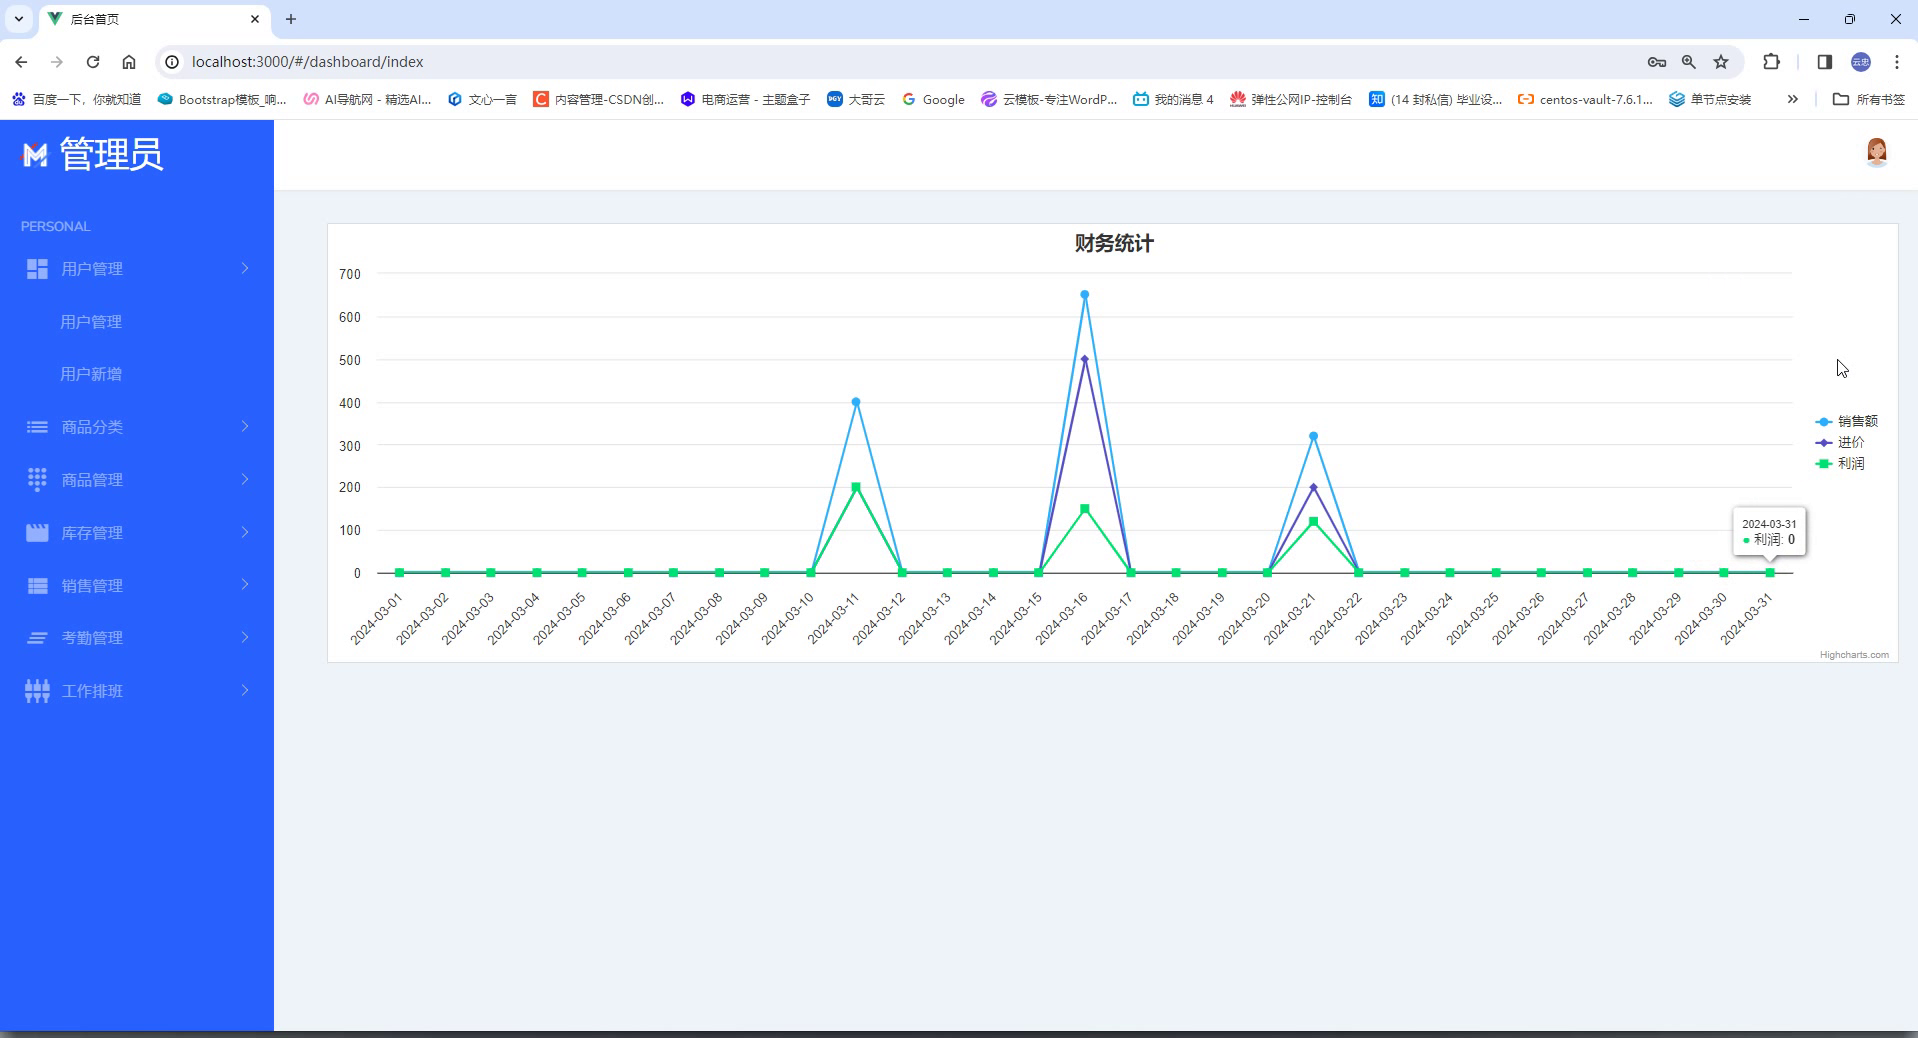 后台首页
localhost:3000/#/dashboard/index
百度一下，你就知道
Bootstrap模板_响...
AI导航网 - 精选AI...
文心一言
内容管理-CSDN创...
电商运营 - 主题盒子
大哥云
Google
云模板-专注WordP...
我的消息 4
弹性公网IP-控制台
(14 封私信) 毕业设...
centos-vault-7.6.1...
单节点安装
所有书签
云忠
管理员
PERSONAL
用户管理
用户管理
用户新增
商品分类
商品管理
库存管理
销售管理
考勤管理
工作排班
财务统计
700
600
500
400
300
200
100
0
2024-03-01
2024-03-02
2024-03-03
2024-03-04
2024-03-05
2024-03-06
2024-03-07
2024-03-08
2024-03-09
2024-03-10
2024-03-11
2024-03-12
2024-03-13
2024-03-14
2024-03-15
2024-03-16
2024-03-17
2024-03-18
2024-03-19
2024-03-20
2024-03-21
2024-03-22
2024-03-23
2024-03-24
2024-03-25
2024-03-26
2024-03-27
2024-03-28
2024-03-29
2024-03-30
2024-03-31
销售额
进价
利润
2024-03-31
利润: 0
Highcharts.com